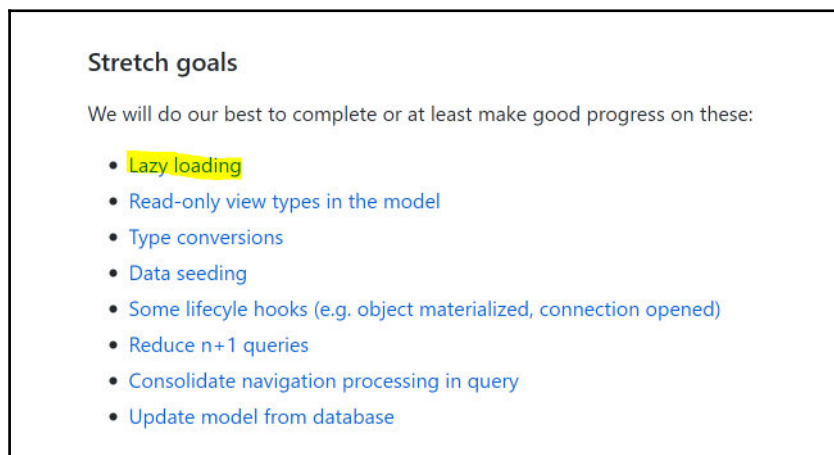 Stretch goals
We will do our best to complete or at least make good progress on these:
• Lazy loading
• Read-only view types in the model
• Type conversions
• Data seeding
• Some lifecyle hooks (e.g. object materialized, connection opened)
• Reduce n+1 queries
• Consolidate navigation processing in query
• Update model from database